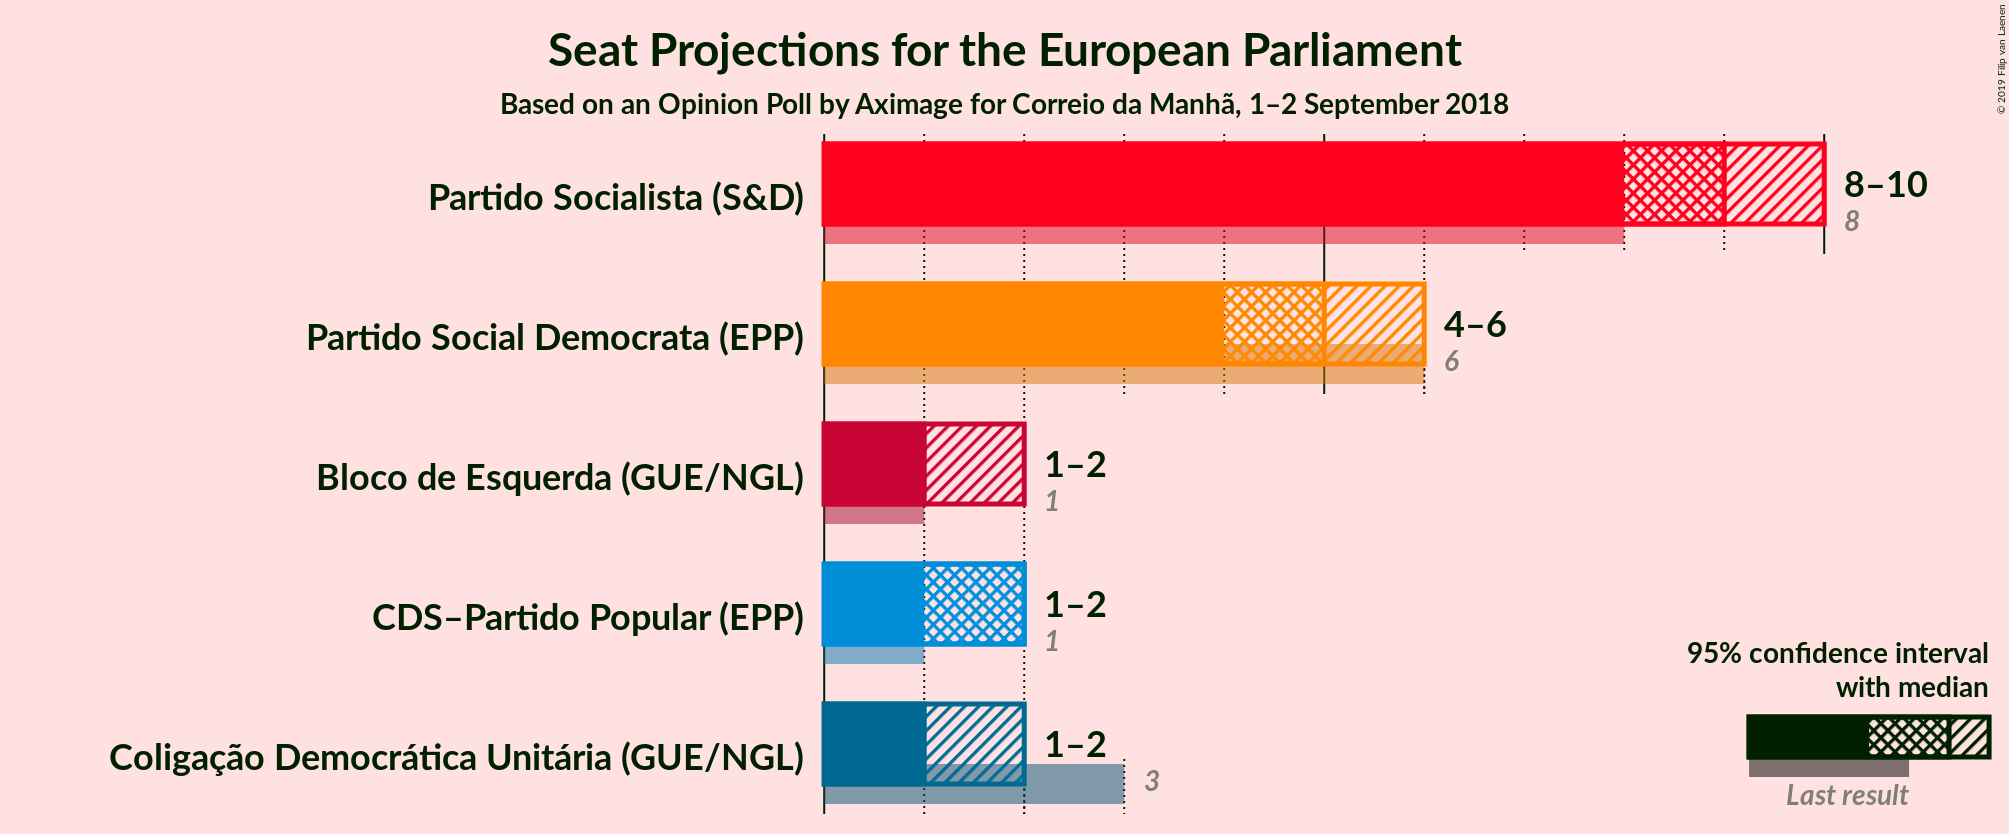 Seat Projections for the European Parliament
Based on an Opinion Poll by Aximage for Correio da Manhã, 1–2 September 2018
© 2019 Filip van Laenen
Partido Socialista (S&D)
8–10
8
Partido Social Democrata (EPP)
4–6
6
Bloco de Esquerda (GUE/NGL)
1–2
1
CDS–Partido Popular (EPP)
1–2
1
Coligação Democrática Unitária (GUE/NGL)
1–2
3
95% confidence interval
with median
Last result